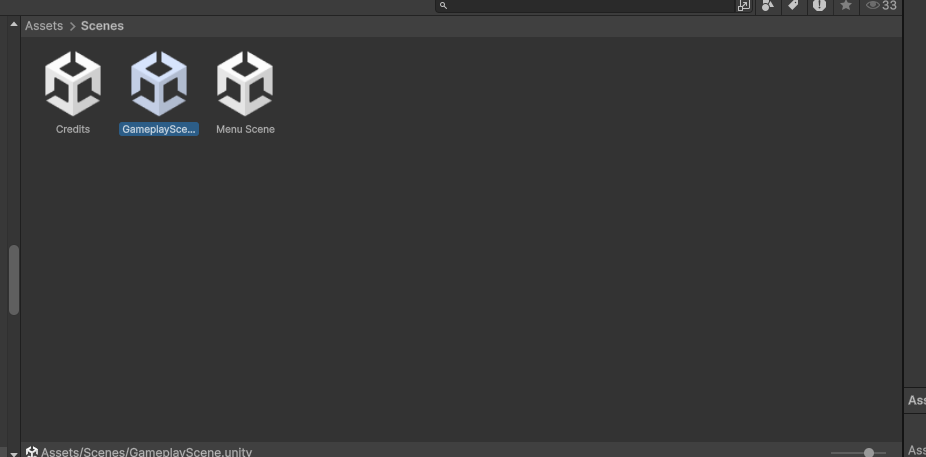 33
Assets > Scenes
Credits
GameplaySce...
Menu Scene
Ass
Assets/Scenes/GameplayScene.unity
Ass